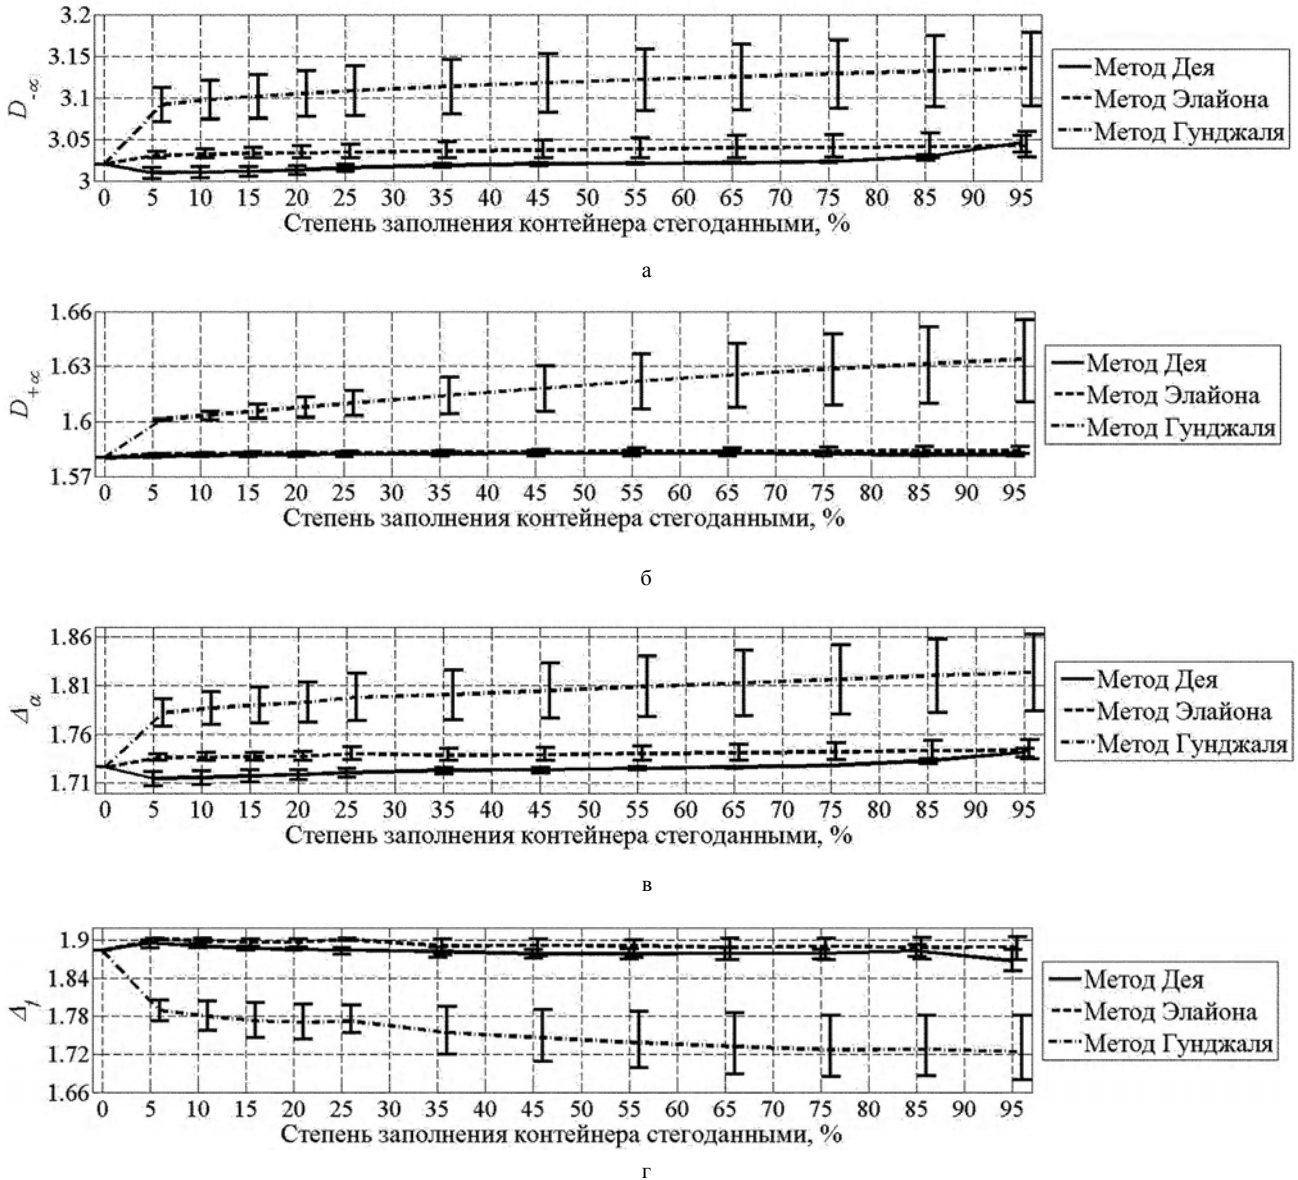 3.2
3.15
3.1
3.05
3
D-∝
0 5 10 15 20 25 30 35 40 45 50 55 60 65 70 75 80 85 90 95
Степень заполнения контейнера стегоданными, %
Метод Дея
Метод Элайона
Метод Гунджаля
а
1.66
1.63
1.6
1.57
D+∝
0 5 10 15 20 25 30 35 40 45 50 55 60 65 70 75 80 85 90 95
Степень заполнения контейнера стегоданными, %
Метод Дея
Метод Элайона
Метод Гунджаля
б
1.86
1.81
1.76
1.71
Δα
0 5 10 15 20 25 30 35 40 45 50 55 60 65 70 75 80 85 90 95
Степень заполнения контейнера стегоданными, %
Метод Дея
Метод Элайона
Метод Гунджаля
в
1.9
1.84
1.78
1.72
1.66
0 5 10 15 20 25 30 35 40 45 50 55 60 65 70 75 80 85 90 95
Степень заполнения контейнера стегоданными, %
Метод Дея
Метод Элайона
Метод Гунджаля
г